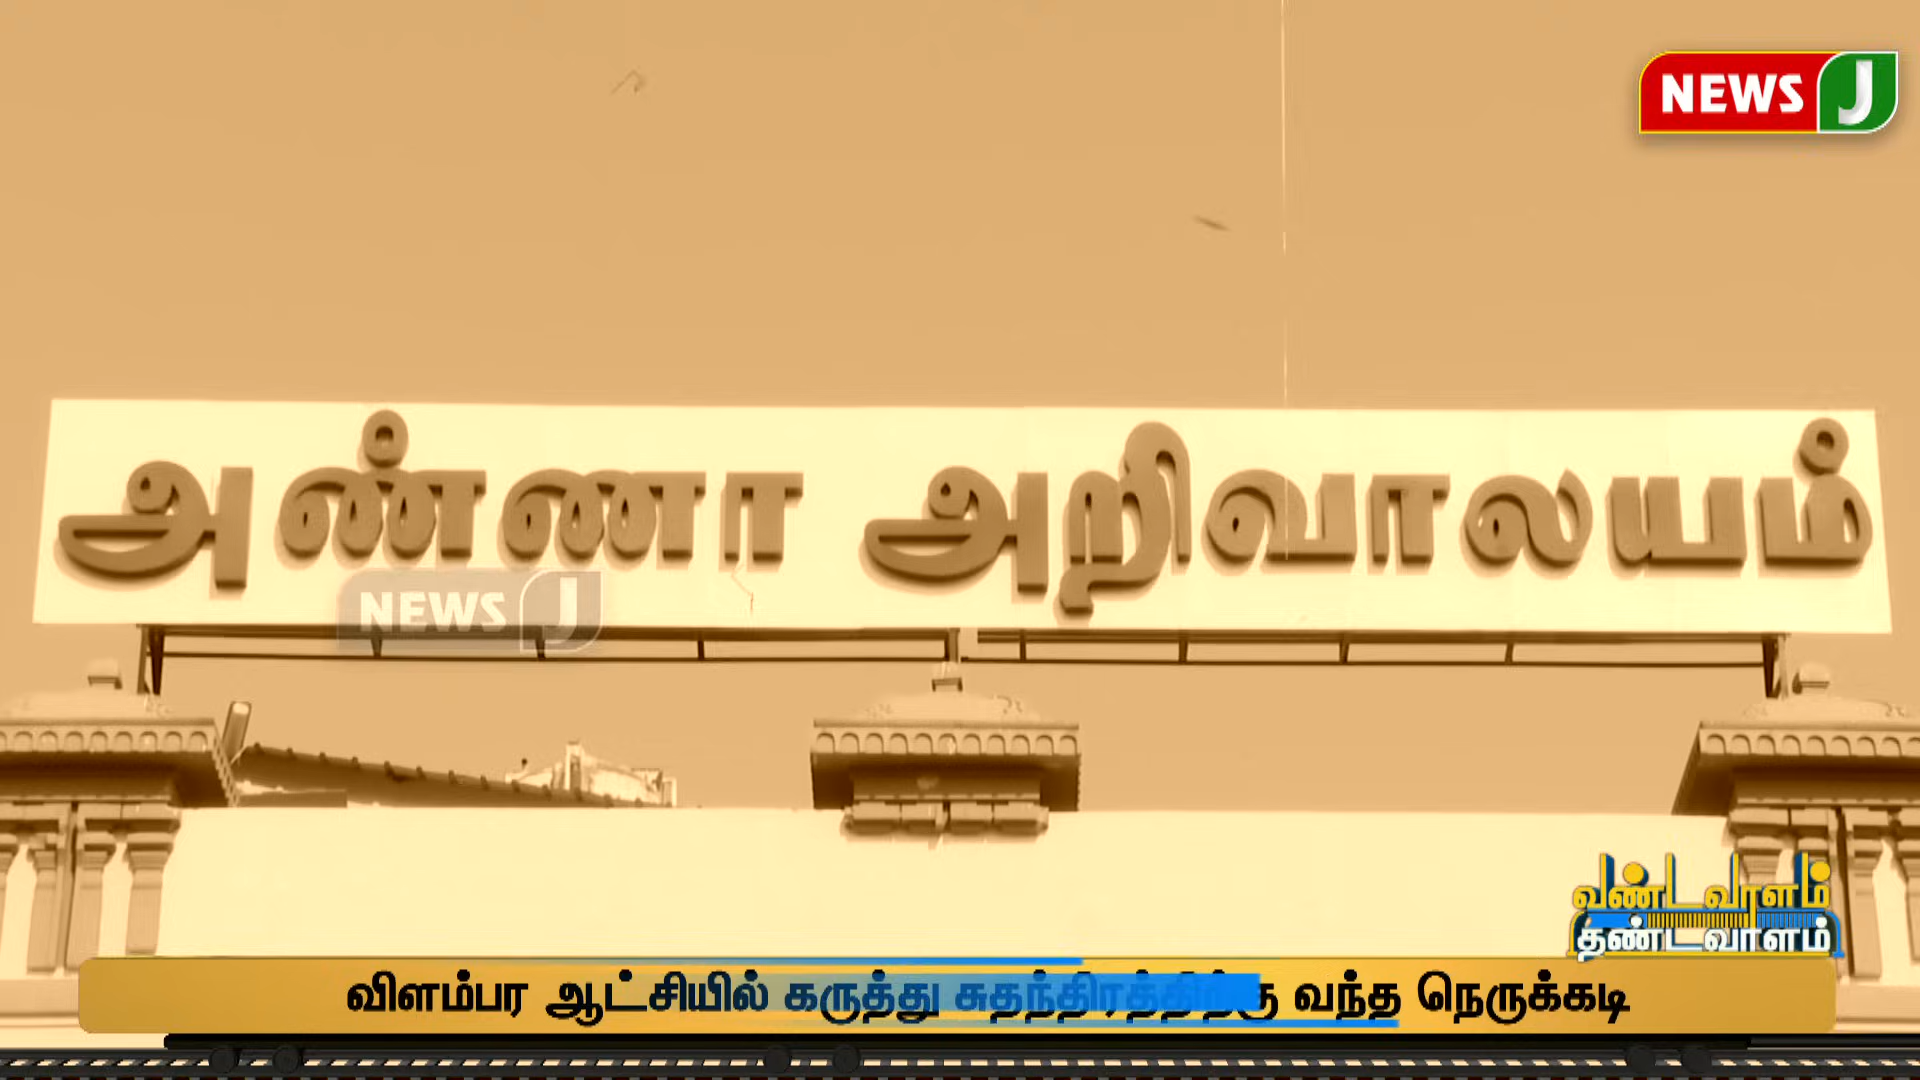 NEWS J
அண்ணா அறிவாலயம்
NEWS J
வண்டவாளம்
தண்டவாளம்
விளம்பர ஆட்சியில் கருத்து சுதந்திரத்திற்கு வந்த நெருக்கடி